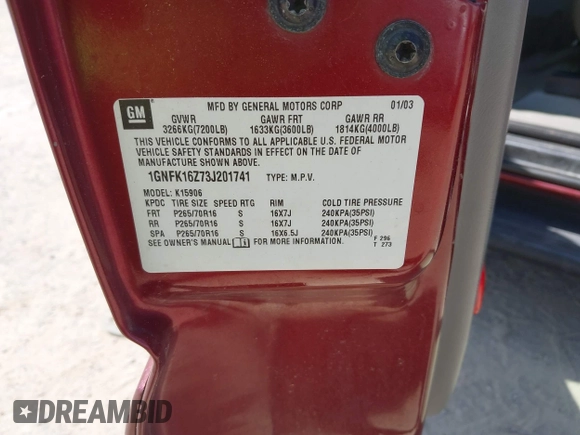 GM
MFD BY GENERAL MOTORS CORP 01/03
GVWR GAWR FRT GAWR RR
3266KG(7200LB) 1633KG(3600LB) 1814KG(4000LB)
THIS VEHICLE CONFORMS TO ALL APPLICABLE U.S. FEDERAL MOTOR
VEHICLE SAFETY STANDARDS IN EFFECT ON THE DATE OF
MANUFACTURE SHOWN ABOVE.
1GNFK16Z73J201741 TYPE: M.P.V.
MODEL: K15906
KPDC TIRE SIZE SPEED RTG RIM COLD TIRE PRESSURE
FRT P265/70R16 S 16X7J 240KPA(35PSI)
RR P265/70R16 S 16X7J 240KPA(35PSI)
SPA P265/70R16 S 16X6.5J 240KPA(35PSI)
SEE OWNER'S MANUAL FOR MORE INFORMATION. F 296
T 273
DREAMBID